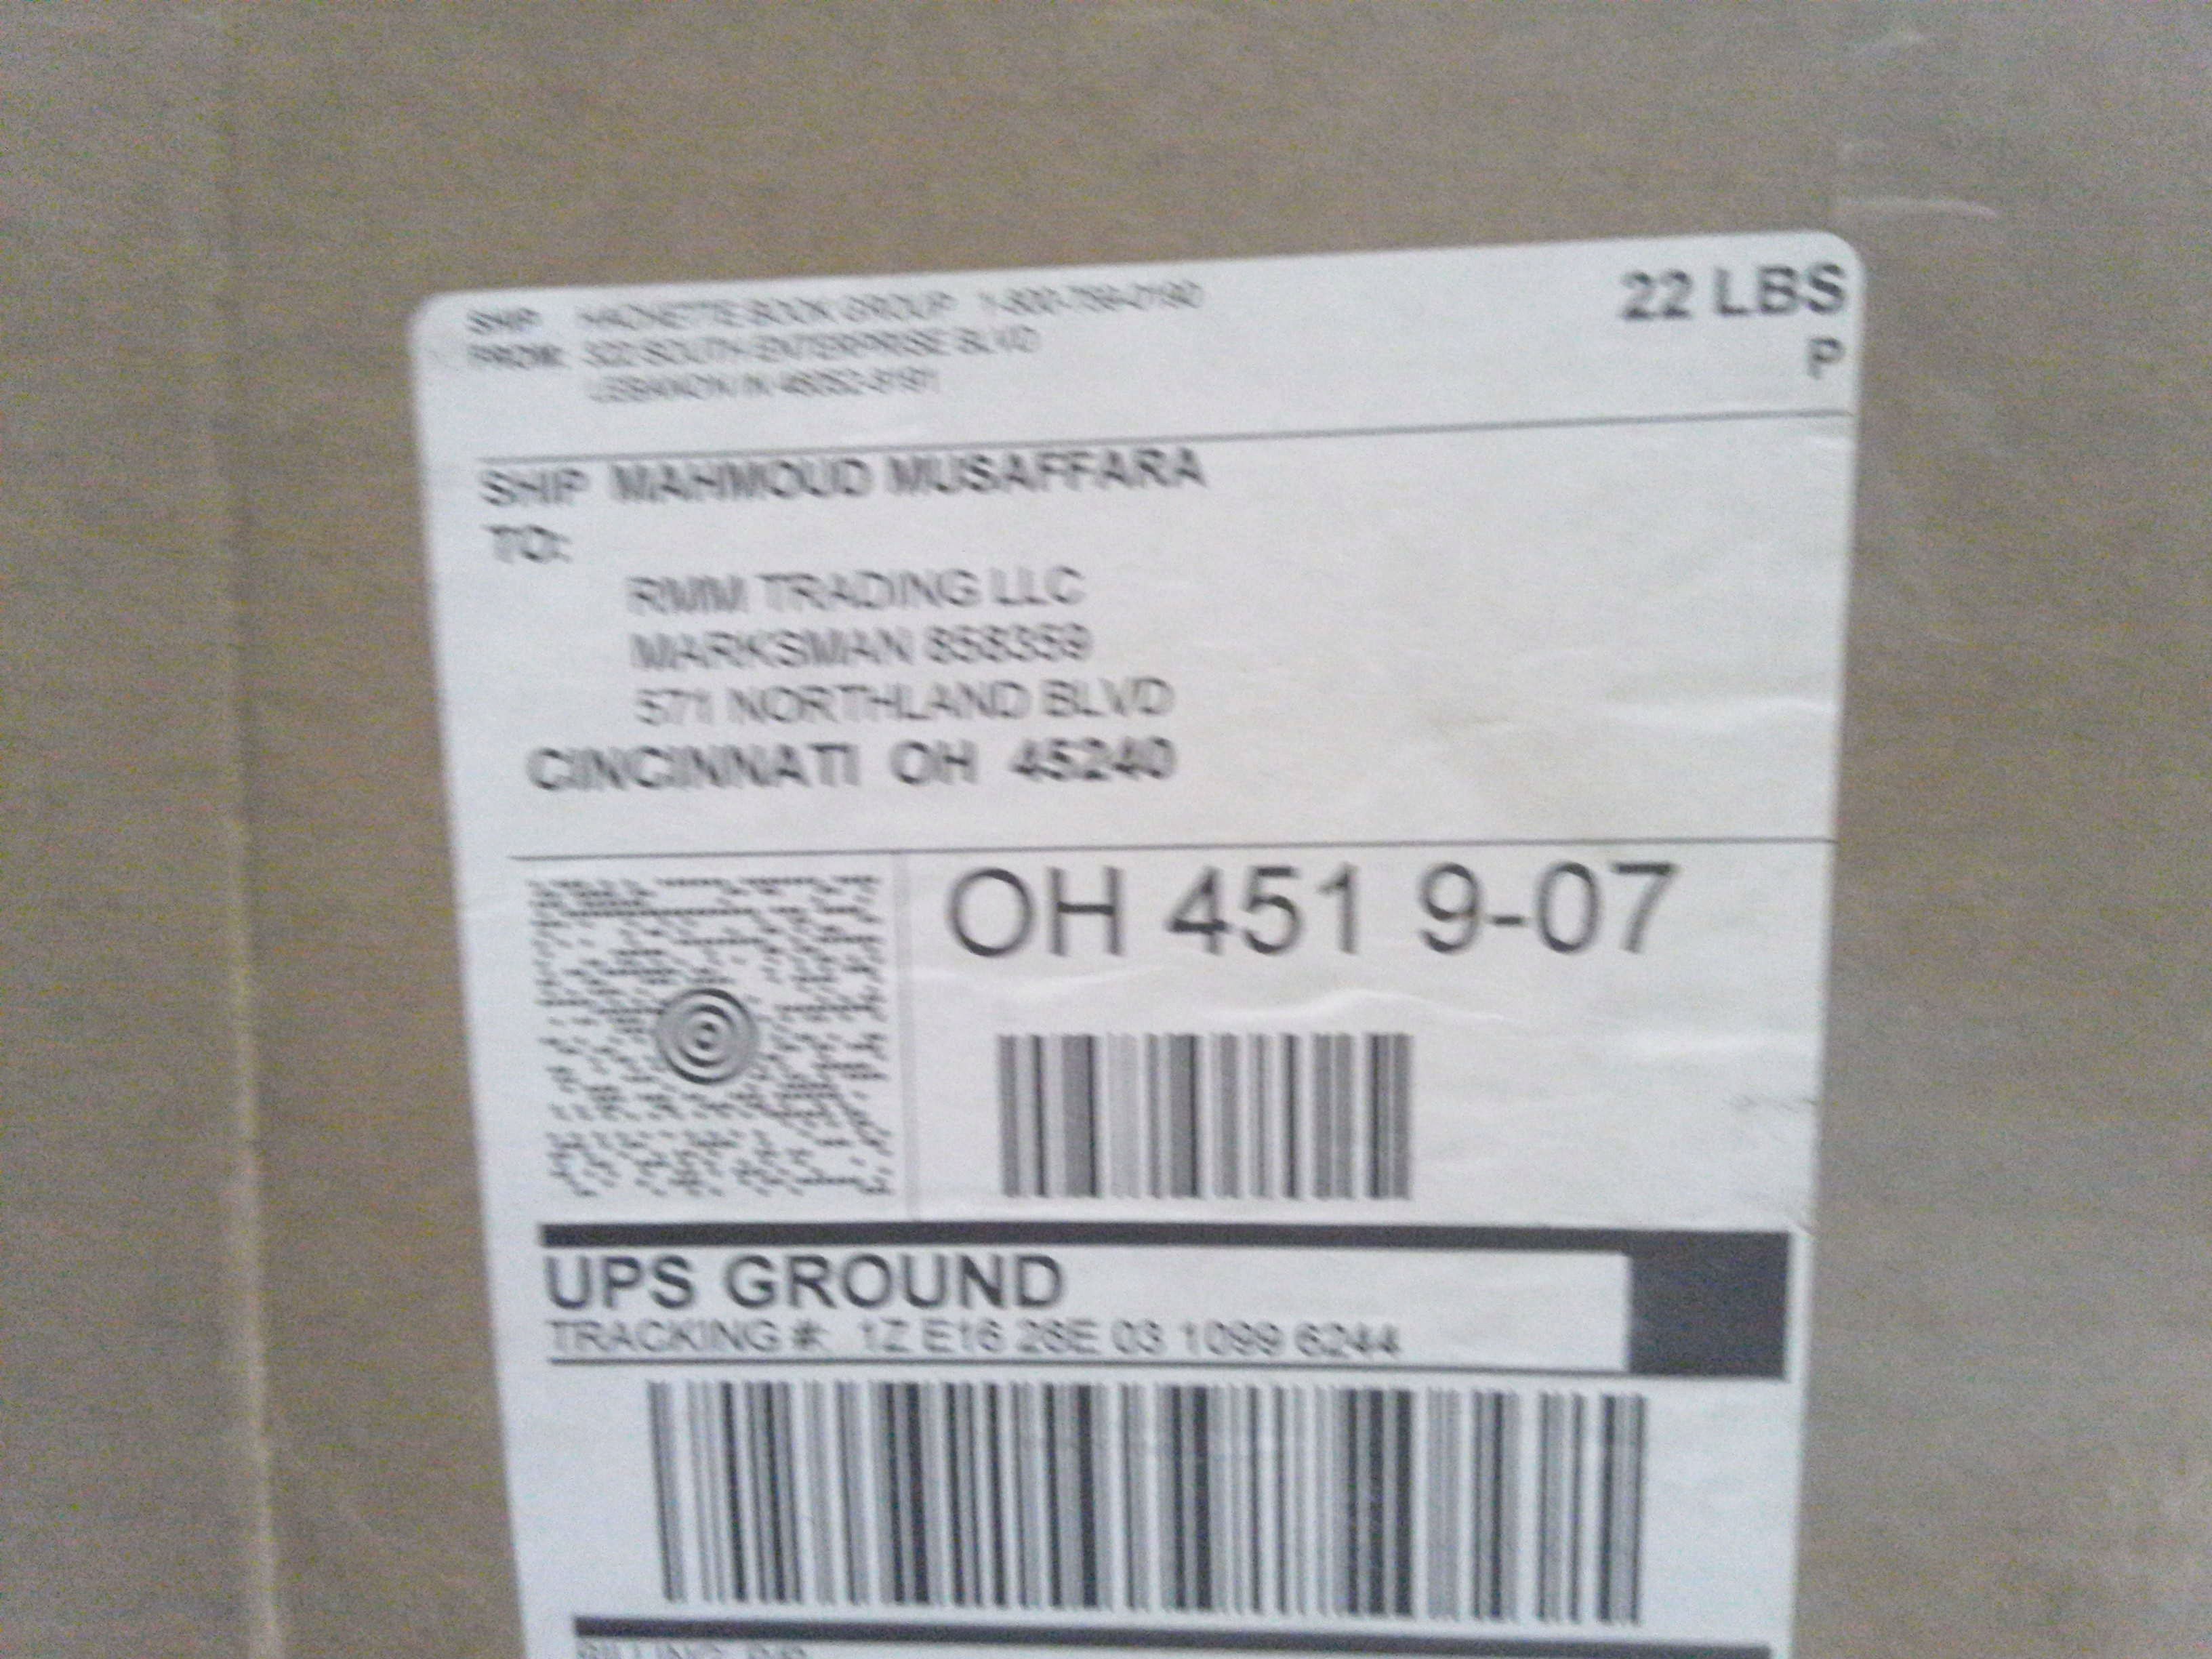 SHIP HACHETTE BOOK GROUP 1-800-759-0190
FROM: 322 SOUTH ENTERPRISE BLVD
LEBANON IN 46052-8191
22 LBS
P
SHIP MAHMOUD MUSAFFARA
TO:
RMM TRADING LLC
MARKSMAN 858359
571 NORTHLAND BLVD
CINCINNATI OH 45240
OH 451 9-07
UPS GROUND
TRACKING #: 1Z E16 26E 03 1099 6244